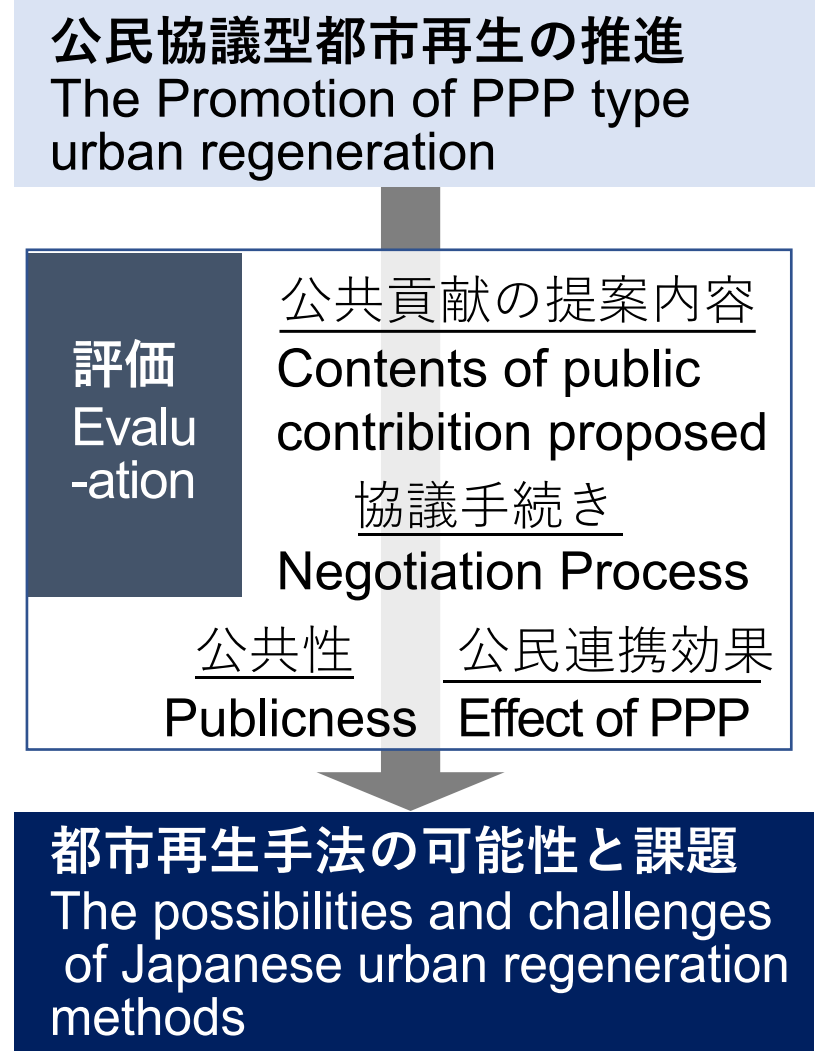 公民協議型都市再生の推進
The Promotion of PPP type
urban regeneration
評価
Evalu
-ation
公共貢献の提案内容
Contents of public
contribition proposed
協議手続き
Negotiation Process
公共性
Publicness
公民連携効果
Effect of PPP
都市再生手法の可能性と課題
The possibilities and challenges
of Japanese urban regeneration
methods